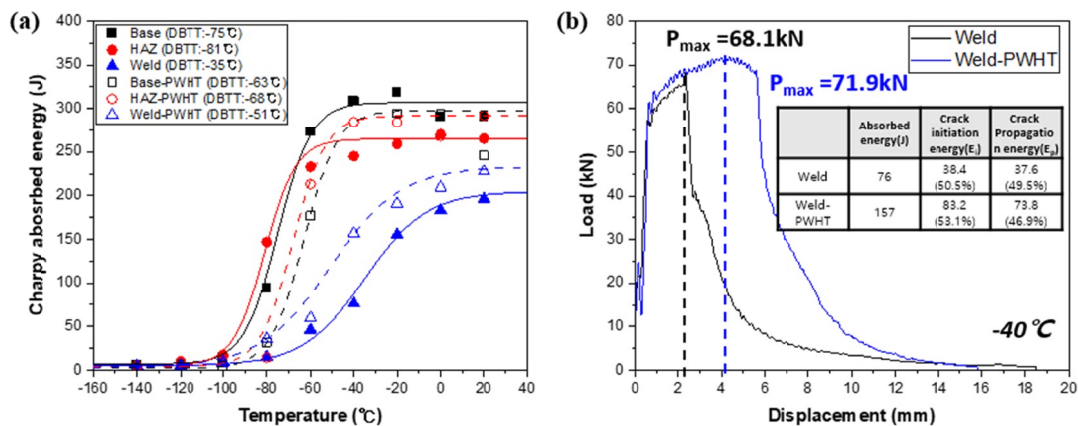 (a)
400
350
300
250
200
150
100
50
0
Charpy absorbed energy (J)
Base (DBTT:-75℃)
HAZ (DBTT:-81℃)
Weld (DBTT:-35℃)
Base-PWHT (DBTT:-63℃)
HAZ-PWHT (DBTT:-68℃)
Weld-PWHT (DBTT:-51℃)
-160 -140 -120 -100 -80 -60 -40 -20 0 20 40
Temperature (℃)
(b)
90
80
70
60
50
40
30
20
10
0
Load (kN)
Pmax =68.1kN
Pmax =71.9kN
Weld
Weld-PWHT
Absorbed energy(J)
Crack initiation energy(Ei)
Crack Propagatio n energy(Ep)
Weld 76 38.4 (50.5%) 37.6 (49.5%)
Weld-PWHT 157 83.2 (53.1%) 73.8 (46.9%)
-40℃
0 2 4 6 8 10 12 14 16 18 20
Displacement (mm)